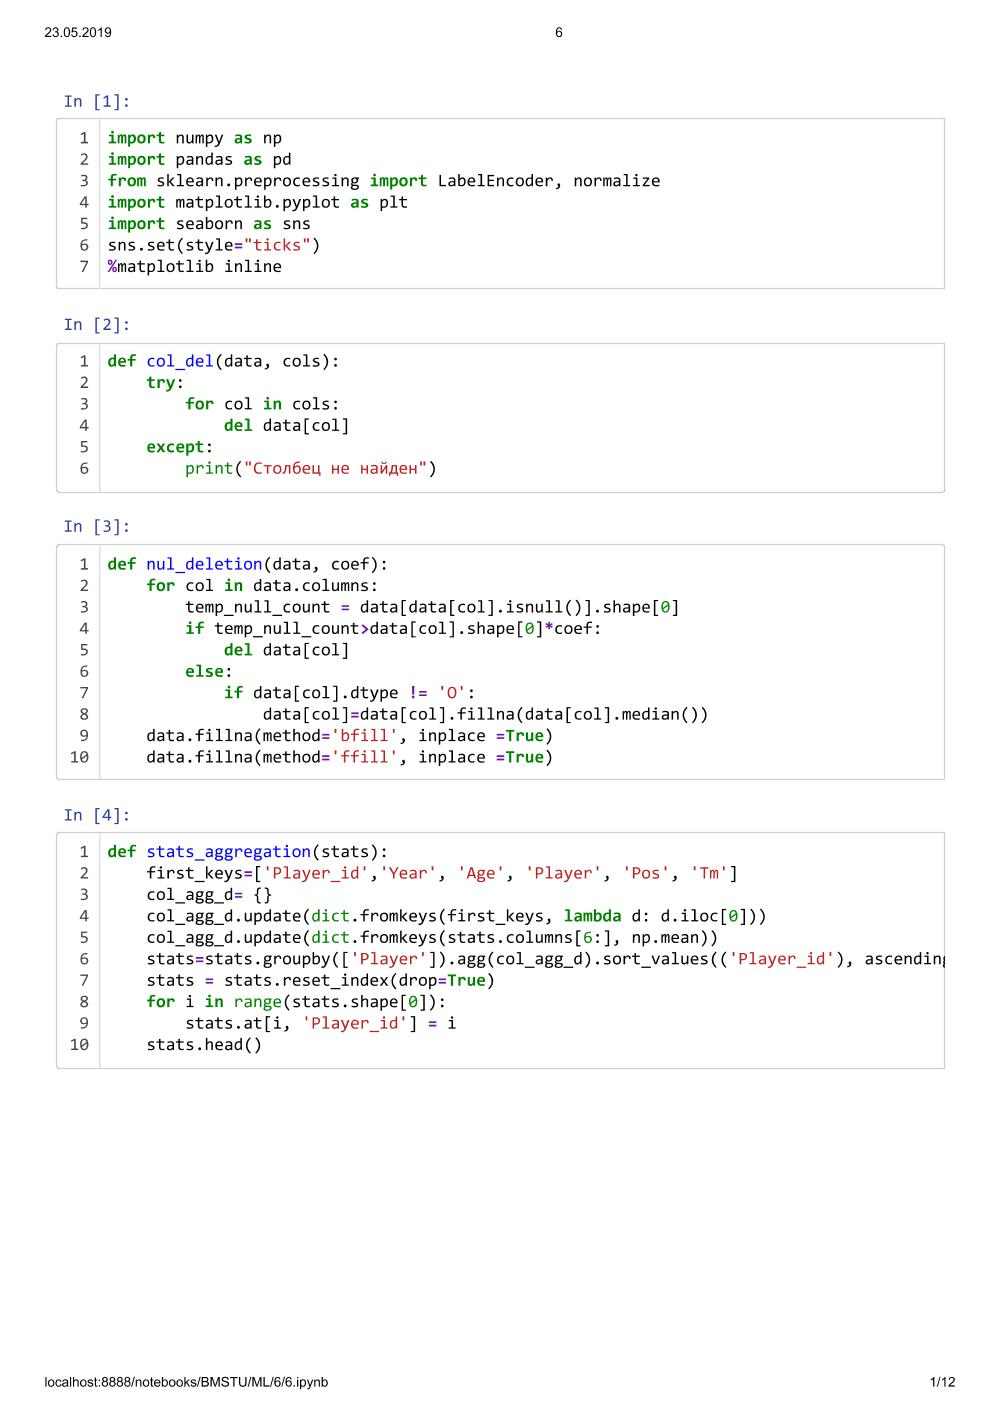 23.05.2019 6
In [1]:
1 import numpy as np
2 import pandas as pd
3 from sklearn.preprocessing import LabelEncoder, normalize
4 import matplotlib.pyplot as plt
5 import seaborn as sns
6 sns.set(style="ticks")
7 %matplotlib inline
In [2]:
1 def col_del(data, cols):
2     try:
3         for col in cols:
4             del data[col]
5     except:
6         print("Столбец не найден")
In [3]:
1 def nul_deletion(data, coef):
2     for col in data.columns:
3         temp_null_count = data[data[col].isnull()].shape[0]
4         if temp_null_count>data[col].shape[0]*coef:
5             del data[col]
6         else:
7             if data[col].dtype != 'O':
8                 data[col]=data[col].fillna(data[col].median())
9     data.fillna(method='bfill', inplace =True)
10     data.fillna(method='ffill', inplace =True)
In [4]:
1 def stats_aggregation(stats):
2     first_keys=['Player_id','Year', 'Age', 'Player', 'Pos', 'Tm']
3     col_agg_d= {}
4     col_agg_d.update(dict.fromkeys(first_keys, lambda d: d.iloc[0]))
5     col_agg_d.update(dict.fromkeys(stats.columns[6:], np.mean))
6     stats=stats.groupby(['Player']).agg(col_agg_d).sort_values(('Player_id'), ascending
7     stats = stats.reset_index(drop=True)
8     for i in range(stats.shape[0]):
9         stats.at[i, 'Player_id'] = i
10     stats.head()
localhost:8888/notebooks/BMSTU/ML/6/6.ipynb 1/12